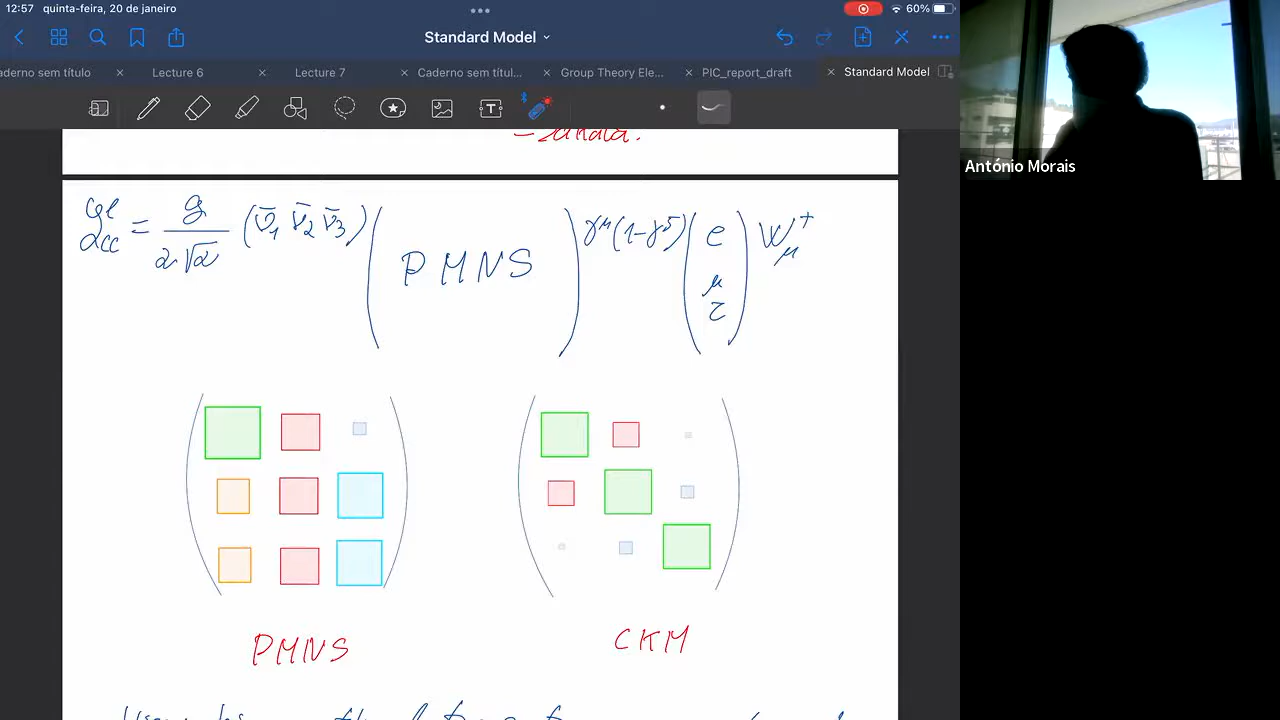 12:57 quinta-feira, 20 de janeiro
60%
Standard Model
aderno sem título
Lecture 6
Lecture 7
Caderno sem títul...
Group Theory Ele...
PIC_report_draft
Standard Model
António Morais
= g / 2√2 (ν̄1 ν̄2 ν̄3) ( PMNS ) γ^μ (1-γ^5) ( e μ τ ) W_μ^+
PMNS
CKM